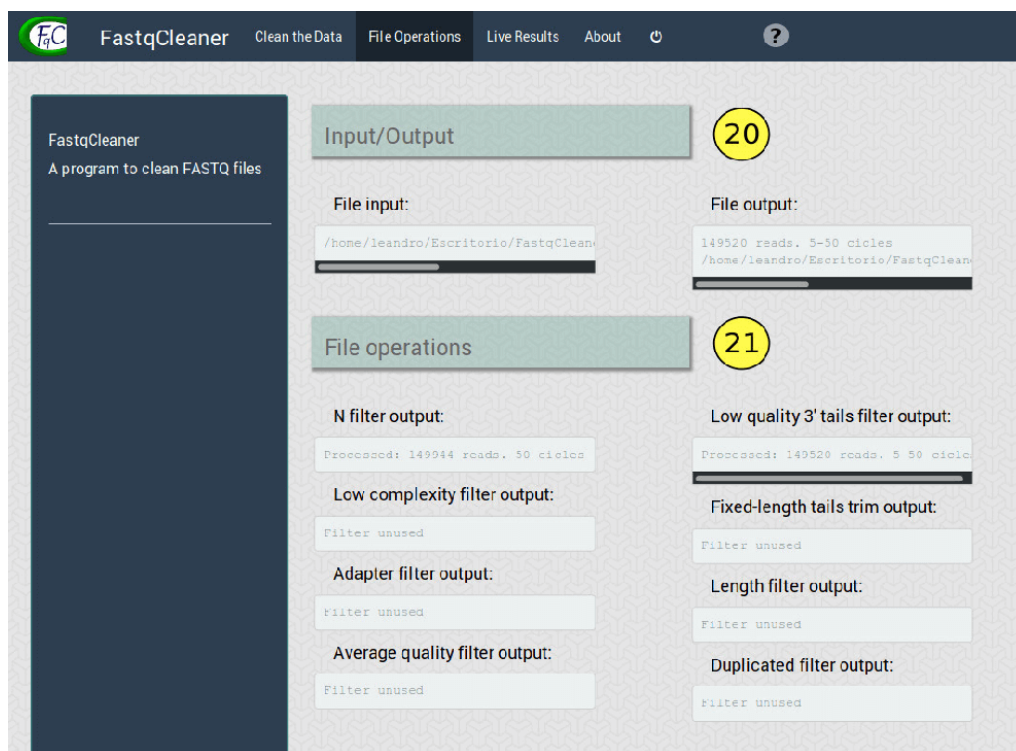 FqC FastqCleaner Clean the Data File Operations Live Results About ?
FastqCleaner
A program to clean FASTQ files
Input/Output 20
File input:
/home/leandro/Escritorio/FastqClean
File output:
149520 reads. 5-50 cicles
/home/leandro/Escritorio/FastqClean
File operations 21
N filter output:
Processed: 149944 reads. 50 cicles
Low complexity filter output:
Filter unused
Adapter filter output:
Filter unused
Average quality filter output:
Filter unused
Low quality 3' tails filter output:
Processed: 149520 reads. 5 50 cicle
Fixed-length tails trim output:
Filter unused
Length filter output:
Filter unused
Duplicated filter output:
Filter unused